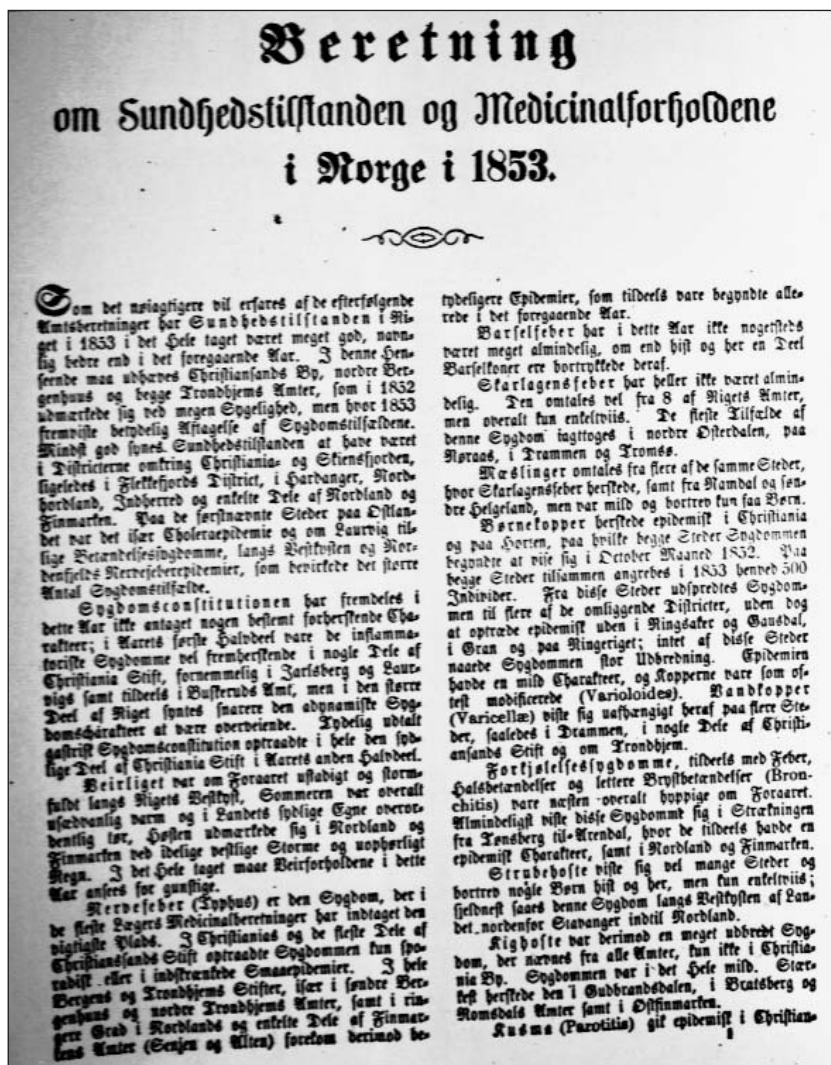 Beretning
om Sundhedstilstanden og Medicinalforholdene
i Norge i 1853.
Som det nøiagtigere vil erfares af de efterfølgende
Amtsberetninger har Sundhedstilstanden i Ri-
get i 1853 i det Hele taget været meget god, navn-
lig bedre end i det foregaaende Aar. I denne Hen-
seende maa udhæves Christiansands By, nordre Ber-
genhuus og begge Trondhjems Amter, som i 1852
udmærkede sig ved megen Sygelighed, men hvor 1853
fremviste betydelig Aftagelse af Sygdomstilfældene.
Mindst god synes Sundhedstilstanden at have været
i Districterne omkring Christiania- og Skiensfjorden,
ligeledes i Flekkefjords District, i Hardanger, Nord-
hordland, Indherred og enkelte Dele af Nordland og
Finmarken. Paa de førstnævnte Steder paa Østlan-
det var det især Choleraepidemie og om Laurvig til-
lige Betændelsessygdomme, langs Vestkysten og Nor-
denfjelds Nervefeberepidemier, som bevirkede det større
Antal Sygdomstilfælde.
Sygdomsconstitutionen har fremdeles i
dette Aar ikke antaget nogen bestemt forherskende Cha-
rakteer; i Aarets første Halvdeel vare de inflamma-
toriske Sygdomme vel fremherskende i nogle Dele af
Christiania Stift, fornemmelig i Jarlsberg og Laur-
vigs samt tildeels i Buskeruds Amt, men i den større
Deel af Riget syntes snarere den adynamiske Syg-
domscharakteer at være overveiende. Tydelig udtalt
gastrisk Sygdomsconstitution optraadte i hele den syd-
lige Deel af Christiania Stift i Aarets anden Halvdeel.
Veirliget var om Foraaret ustadigt og storm-
fuldt langs Rigets Vestkyst, Sommeren var overalt
usædvanlig varm og i Landets sydlige Egne overor-
dentlig tør, Høsten udmærkede sig i Nordland og
Finmarken ved idelige vestlige Storme og uophørligt
Regn. I det Hele taget maae Veirforholdene i dette
Aar ansees for gunstige.
Nervefeber (Typhus) er den Sygdom, der i
de fleste Lægers Medicinalberetninger har indtaget den
vigtigste Plads. I Christianias og de fleste Dele af
Christianssands Stift optraadte Sygdommen kun spo-
radisk eller i indskrænkede Smaaepidemier. I hele
Bergens og Trondhjems Stifter, især i søndre Ber-
genhuus og nordre Trondhjems Amter, samt i rin-
gere Grad i Nordlands og enkelte Dele af Finmar-
kens Amter (Senjen og Alten) forekom derimod be-
tydeligere Epidemier, som tildeels vare begyndte alle-
rede i det foregaaende Aar.
Barselfeber har i dette Aar ikke nogetsteds
været meget almindelig, om end hist og her en Deel
Barselkoner ere bortrykkede deraf.
Skarlagensfeber har heller ikke været almin-
delig. Den omtales vel fra 8 af Rigets Amter,
men overalt kun enkeltviis. De fleste Tilfælde af
denne Sygdom iagttoges i nordre Østerdalen, paa
Røraas, i Drammen og Tromsø.
Mæslinger omtales fra flere af de samme Steder,
hvor Skarlagensfeber herskede, samt fra Namdal og søn-
dre Helgeland, men var mild og bortrev kun faa Børn.
Børnekopper herskede epidemisk i Christiania
og paa Horten, paa hvilke begge Steder Sygdommen
begyndte at vise sig i October Maaned 1852. Paa
begge Steder tilsammen angrebes i 1853 henved 500
Individer. Fra disse Steder udspredtes Sygdom-
men til flere af de omliggende Districter, uden dog
at optræde epidemisk uden i Ringsaker og Gausdal,
i Gran og paa Ringeriget; intet af disse Steder
naaede Sygdommen stor Udbredning. Epidemien
havde en mild Charakteer, og Kopperne vare som of-
test modificerede (Varioloides). Vandkopper
(Varicellæ) viste sig uafhængigt heraf paa flere Ste-
der, saaledes i Drammen, i nogle Dele af Christi-
ansands Stift og om Trondhjem.
Forkjølelsessygdomme, tildeels med Feber,
Halsbetændelser og lettere Brystbetændelser (Bron-
chitis) vare næsten overalt hyppige om Foraaret.
Almindeligst viste disse Sygdomme sig i Strækningen
fra Tønsberg til Arendal, hvor de tildeels havde en
epidemisk Charakteer, samt i Nordland og Finmarken.
Strubehoste viste sig vel mange Steder og
bortrev nogle Børn hist og her, men kun enkeltviis;
sjeldnest saaes denne Sygdom langs Vestkysten af Lan-
det nordenfor Stavanger indtil Nordland.
Kighoste var derimod en meget udbredt Syg-
dom, der nævnes fra alle Amter, kun ikke i Christia-
nia By. Sygdommen var i det Hele mild. Stær-
kest herskede den i Gudbrandsdalen, i Bratsberg og
Romsdals Amter samt i Østfinmarken.
Kusma (Parotitis) gik epidemisk i Christian-